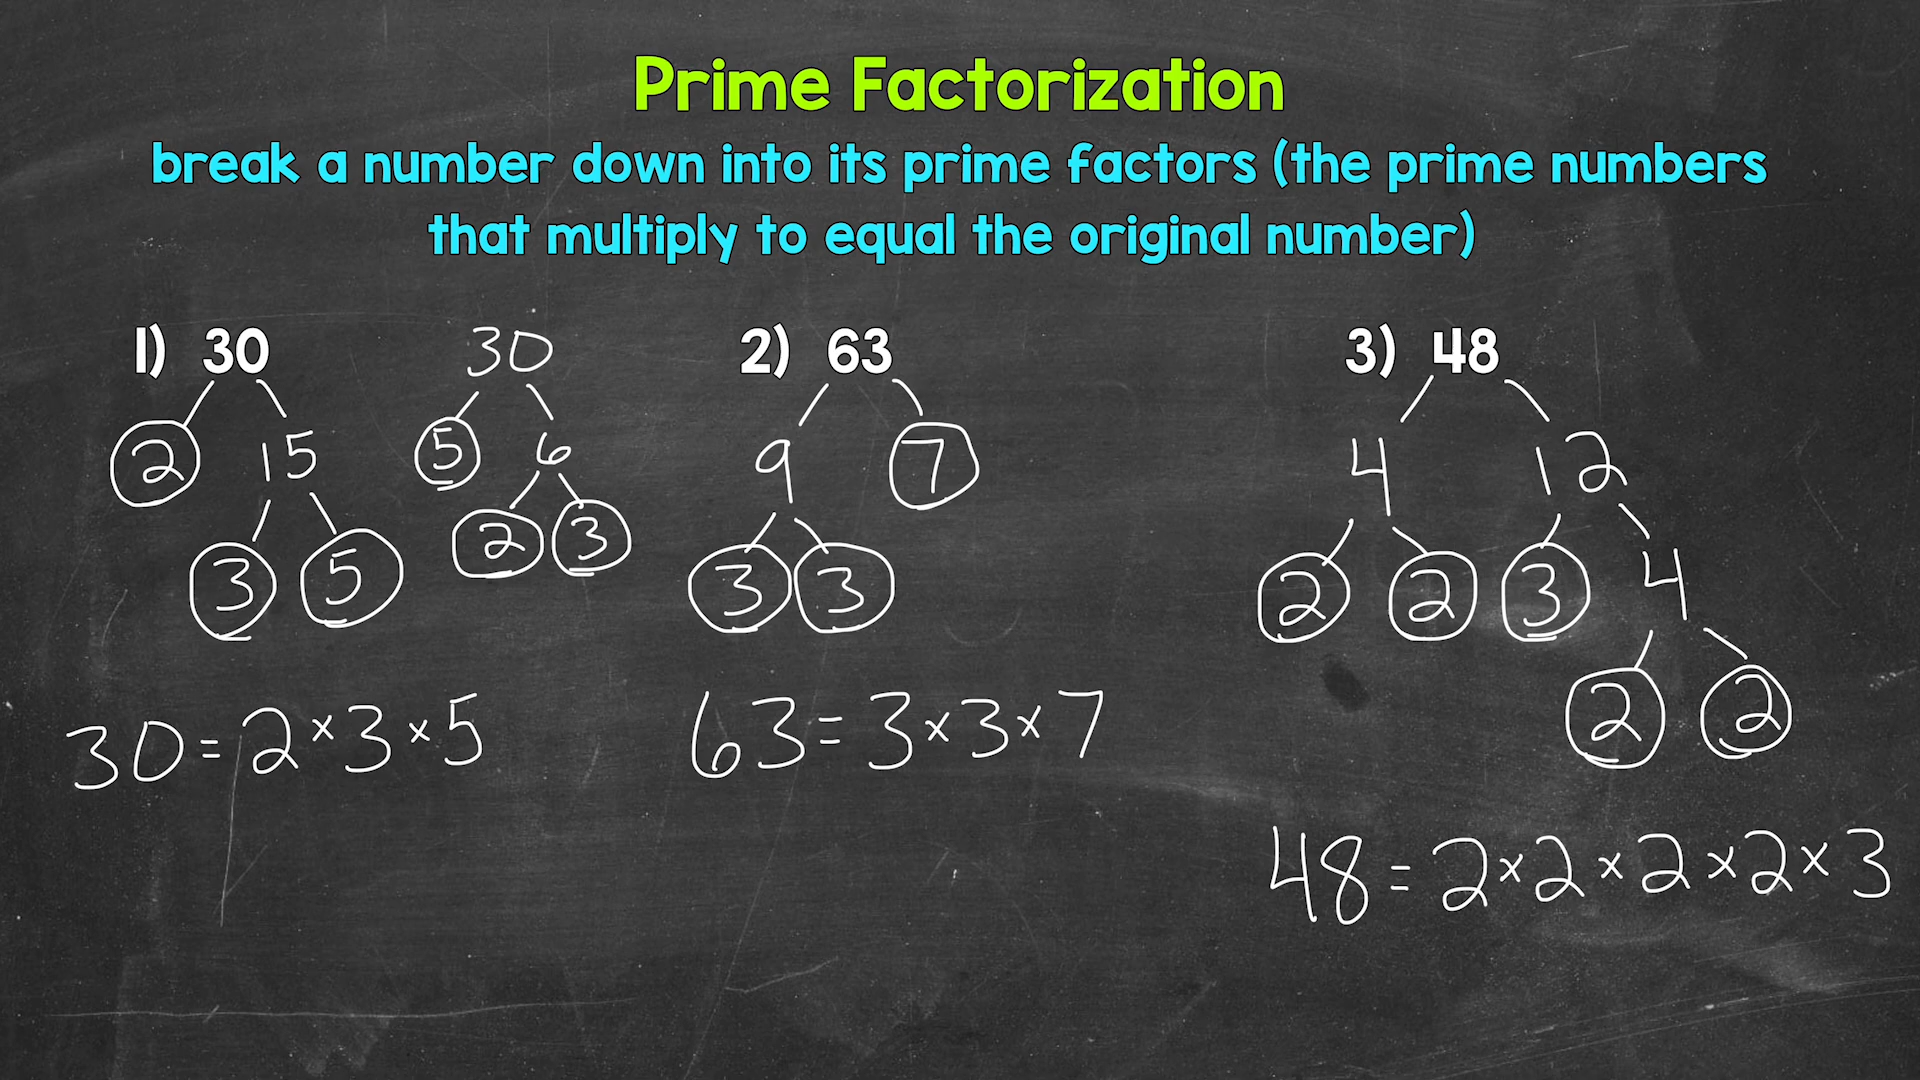 Prime Factorization
break a number down into its prime factors (the prime numbers
that multiply to equal the original number)
1) 30
2 15
3 5
30
5 6
2 3
30 = 2 × 3 × 5
2) 63
9 7
3 3
63 = 3 × 3 × 7
3) 48
4 12
2 2 3 4
2 2
48 = 2 × 2 × 2 × 2 × 3